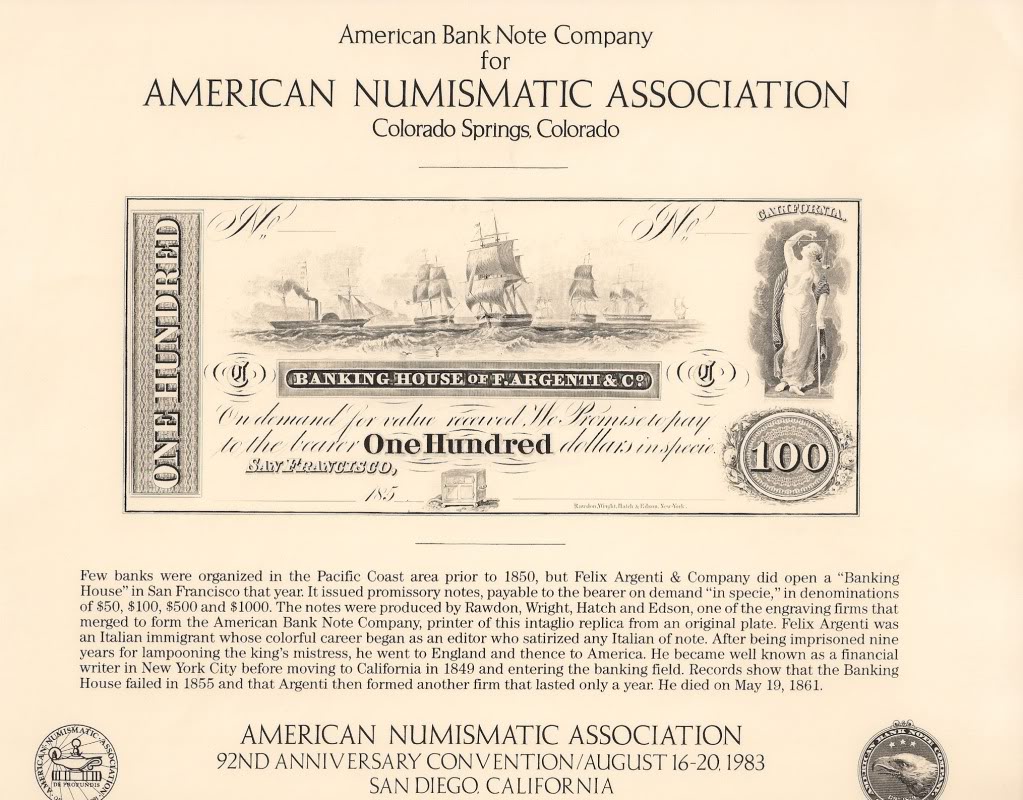 American Bank Note Company
for
AMERICAN NUMISMATIC ASSOCIATION
Colorado Springs, Colorado
No.
No.
CALIFORNIA.
ONE HUNDRED
BANKING HOUSE OF F. ARGENTI & Co.
On demand for value received We Promise to pay
to the bearer One Hundred dollars in specie.
100
SAN FRANCISCO,
185
Rawdon, Wright, Hatch & Edson, New-York.
Few banks were organized in the Pacific Coast area prior to 1850, but Felix Argenti & Company did open a “Banking
House” in San Francisco that year. It issued promissory notes, payable to the bearer on demand “in specie,” in denominations
of $50, $100, $500 and $1000. The notes were produced by Rawdon, Wright, Hatch and Edson, one of the engraving firms that
merged to form the American Bank Note Company, printer of this intaglio replica from an original plate. Felix Argenti was
an Italian immigrant whose colorful career began as an editor who satirized any Italian of note. After being imprisoned nine
years for lampooning the king’s mistress, he went to England and thence to America. He became well known as a financial
writer in New York City before moving to California in 1849 and entering the banking field. Records show that the Banking
House failed in 1855 and that Argenti then formed another firm that lasted only a year. He died on May 19, 1861.
AMERICAN NUMISMATIC ASSOCIATION
92ND ANNIVERSARY CONVENTION/AUGUST 16-20, 1983
SAN DIEGO, CALIFORNIA
AMERICAN·NUMISMATIC·ASSOCIATION
DE PROFUNDIS
AMERICAN BANK NOTE COMPANY